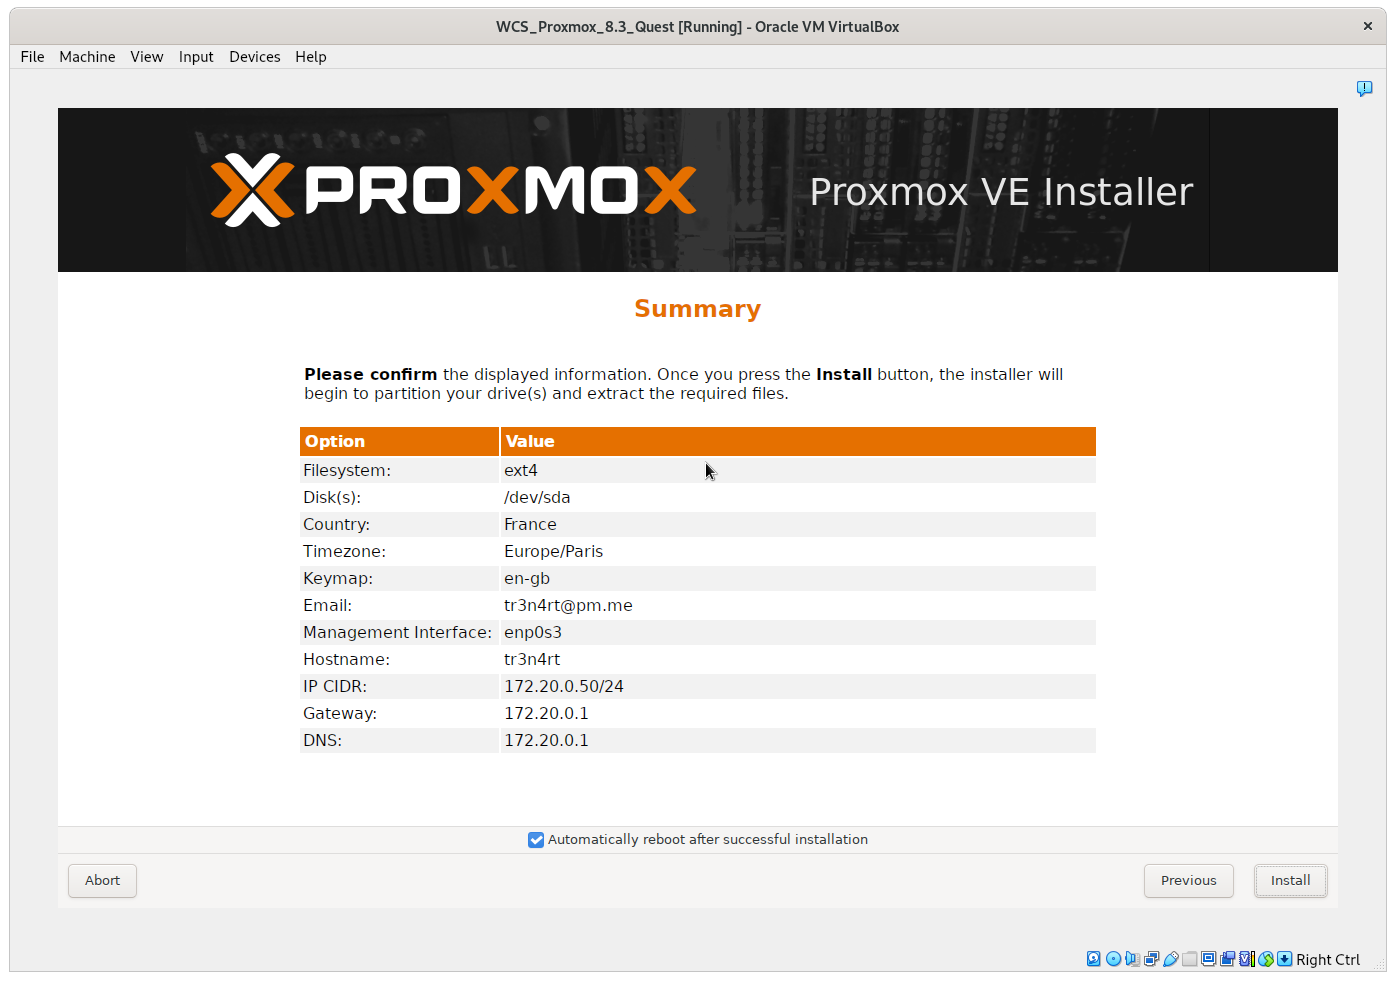 WCS_Proxmox_8.3_Quest [Running] - Oracle VM VirtualBox
File Machine View Input Devices Help
PROXMOX Proxmox VE Installer
Summary
Please confirm the displayed information. Once you press the Install button, the installer will
begin to partition your drive(s) and extract the required files.
Option Value
Filesystem: ext4
Disk(s): /dev/sda
Country: France
Timezone: Europe/Paris
Keymap: en-gb
Email: tr3n4rt@pm.me
Management Interface: enp0s3
Hostname: tr3n4rt
IP CIDR: 172.20.0.50/24
Gateway: 172.20.0.1
DNS: 172.20.0.1
Automatically reboot after successful installation
Abort Previous Install
Right Ctrl